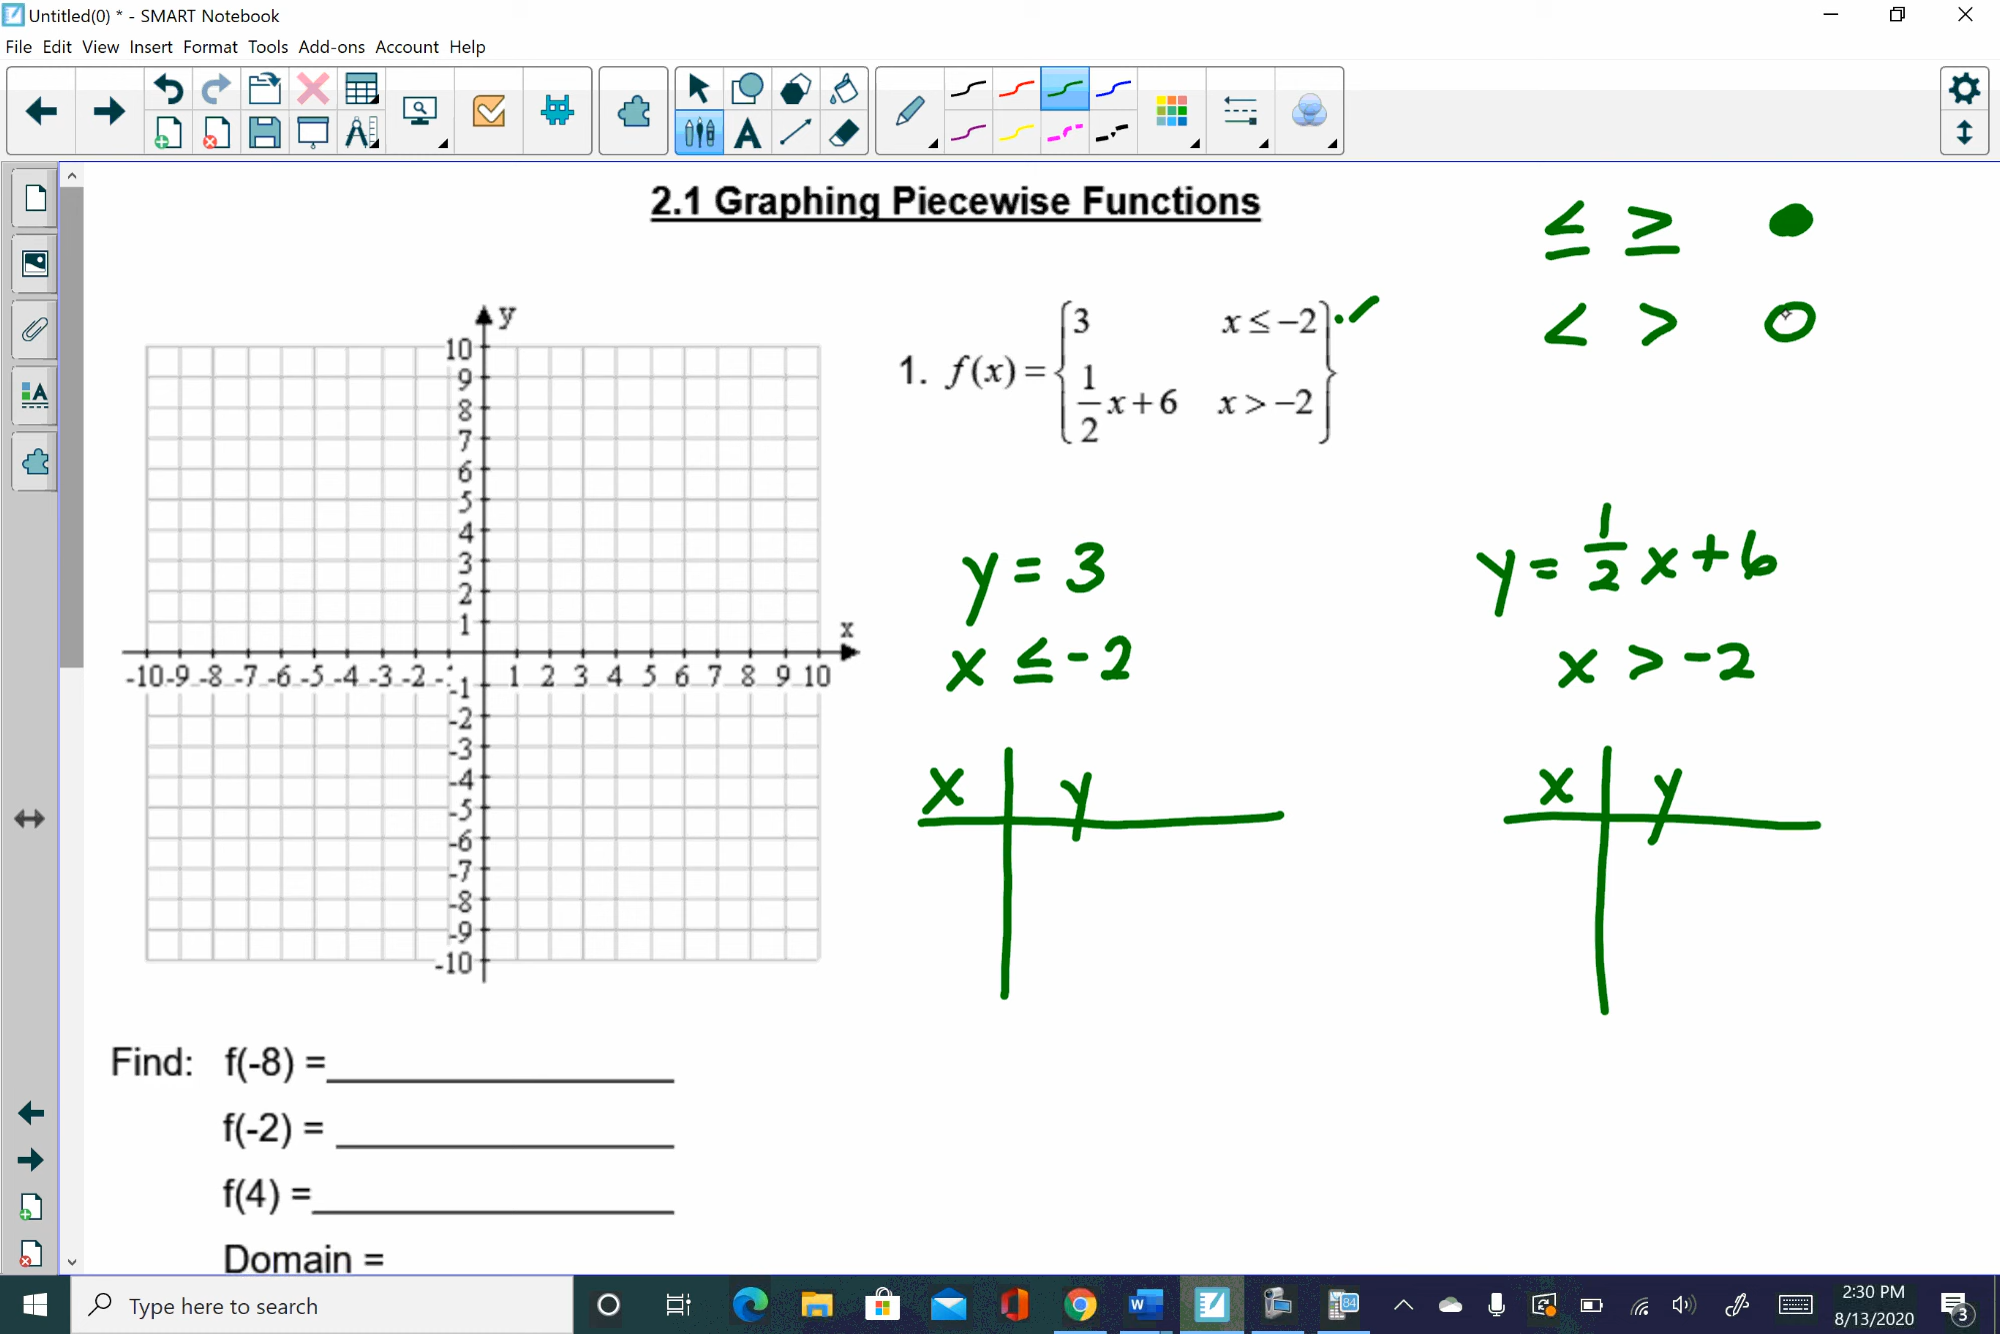 Untitled(0) * - SMART Notebook
File Edit View Insert Format Tools Add-ons Account Help
2.1 Graphing Piecewise Functions
≤ ≥
< >
1. f(x) = { 3 x ≤ −2
1/2 x + 6 x > −2 }
y
10
9
8
7
6
5
4
3
2
1
x
-10 -9 -8 -7 -6 -5 -4 -3 -2 1 2 3 4 5 6 7 8 9 10
-1
-2
-3
-4
-5
-6
-7
-8
-9
-10
y = 3
x ≤ -2
x y
y = 1/2 x + 6
x > -2
x y
Find: f(-8) =
f(-2) =
f(4) =
Domain =
Type here to search
84
2:30 PM
8/13/2020
3